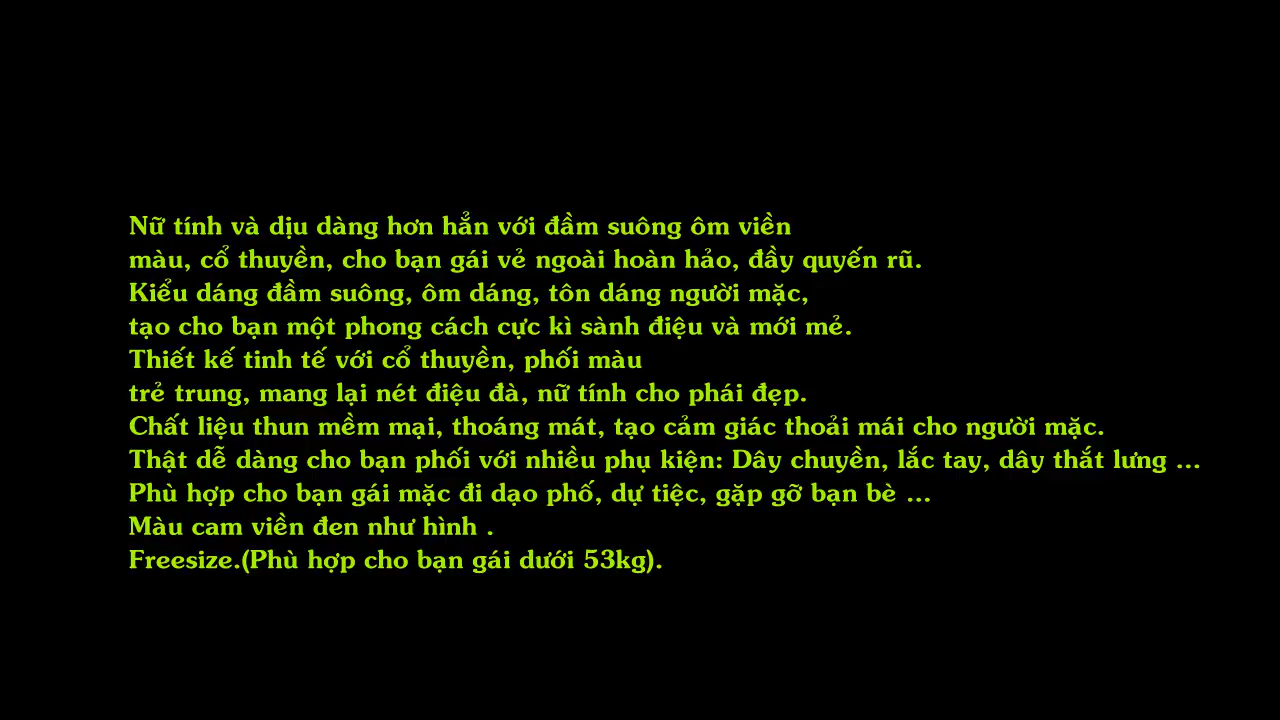 Nữ tính và dịu dàng hơn hẳn với đầm suông ôm viền
màu, cổ thuyền, cho bạn gái vẻ ngoài hoàn hảo, đầy quyến rũ.
Kiểu dáng đầm suông, ôm dáng, tôn dáng người mặc,
tạo cho bạn một phong cách cực kì sành điệu và mới mẻ.
Thiết kế tinh tế với cổ thuyền, phối màu
trẻ trung, mang lại nét điệu đà, nữ tính cho phái đẹp.
Chất liệu thun mềm mại, thoáng mát, tạo cảm giác thoải mái cho người mặc.
Thật dễ dàng cho bạn phối với nhiều phụ kiện: Dây chuyền, lắc tay, dây thắt lưng ...
Phù hợp cho bạn gái mặc đi dạo phố, dự tiệc, gặp gỡ bạn bè ...
Màu cam viền đen như hình .
Freesize.(Phù hợp cho bạn gái dưới 53kg).